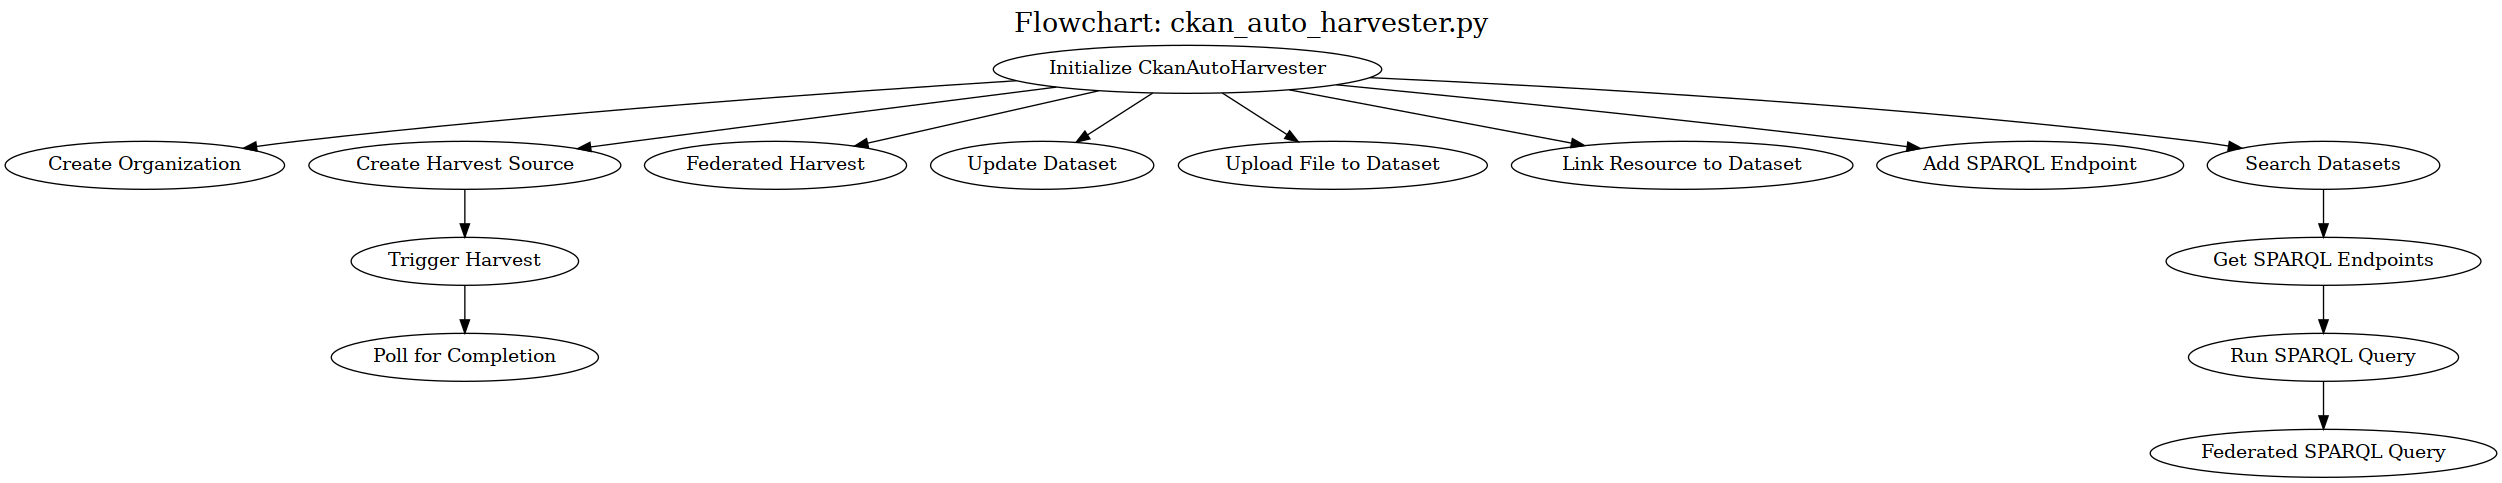 Flowchart: ckan_auto_harvester.py
Initialize CkanAutoHarvester
Create Organization
Create Harvest Source
Federated Harvest
Update Dataset
Upload File to Dataset
Link Resource to Dataset
Add SPARQL Endpoint
Search Datasets
Trigger Harvest
Get SPARQL Endpoints
Poll for Completion
Run SPARQL Query
Federated SPARQL Query